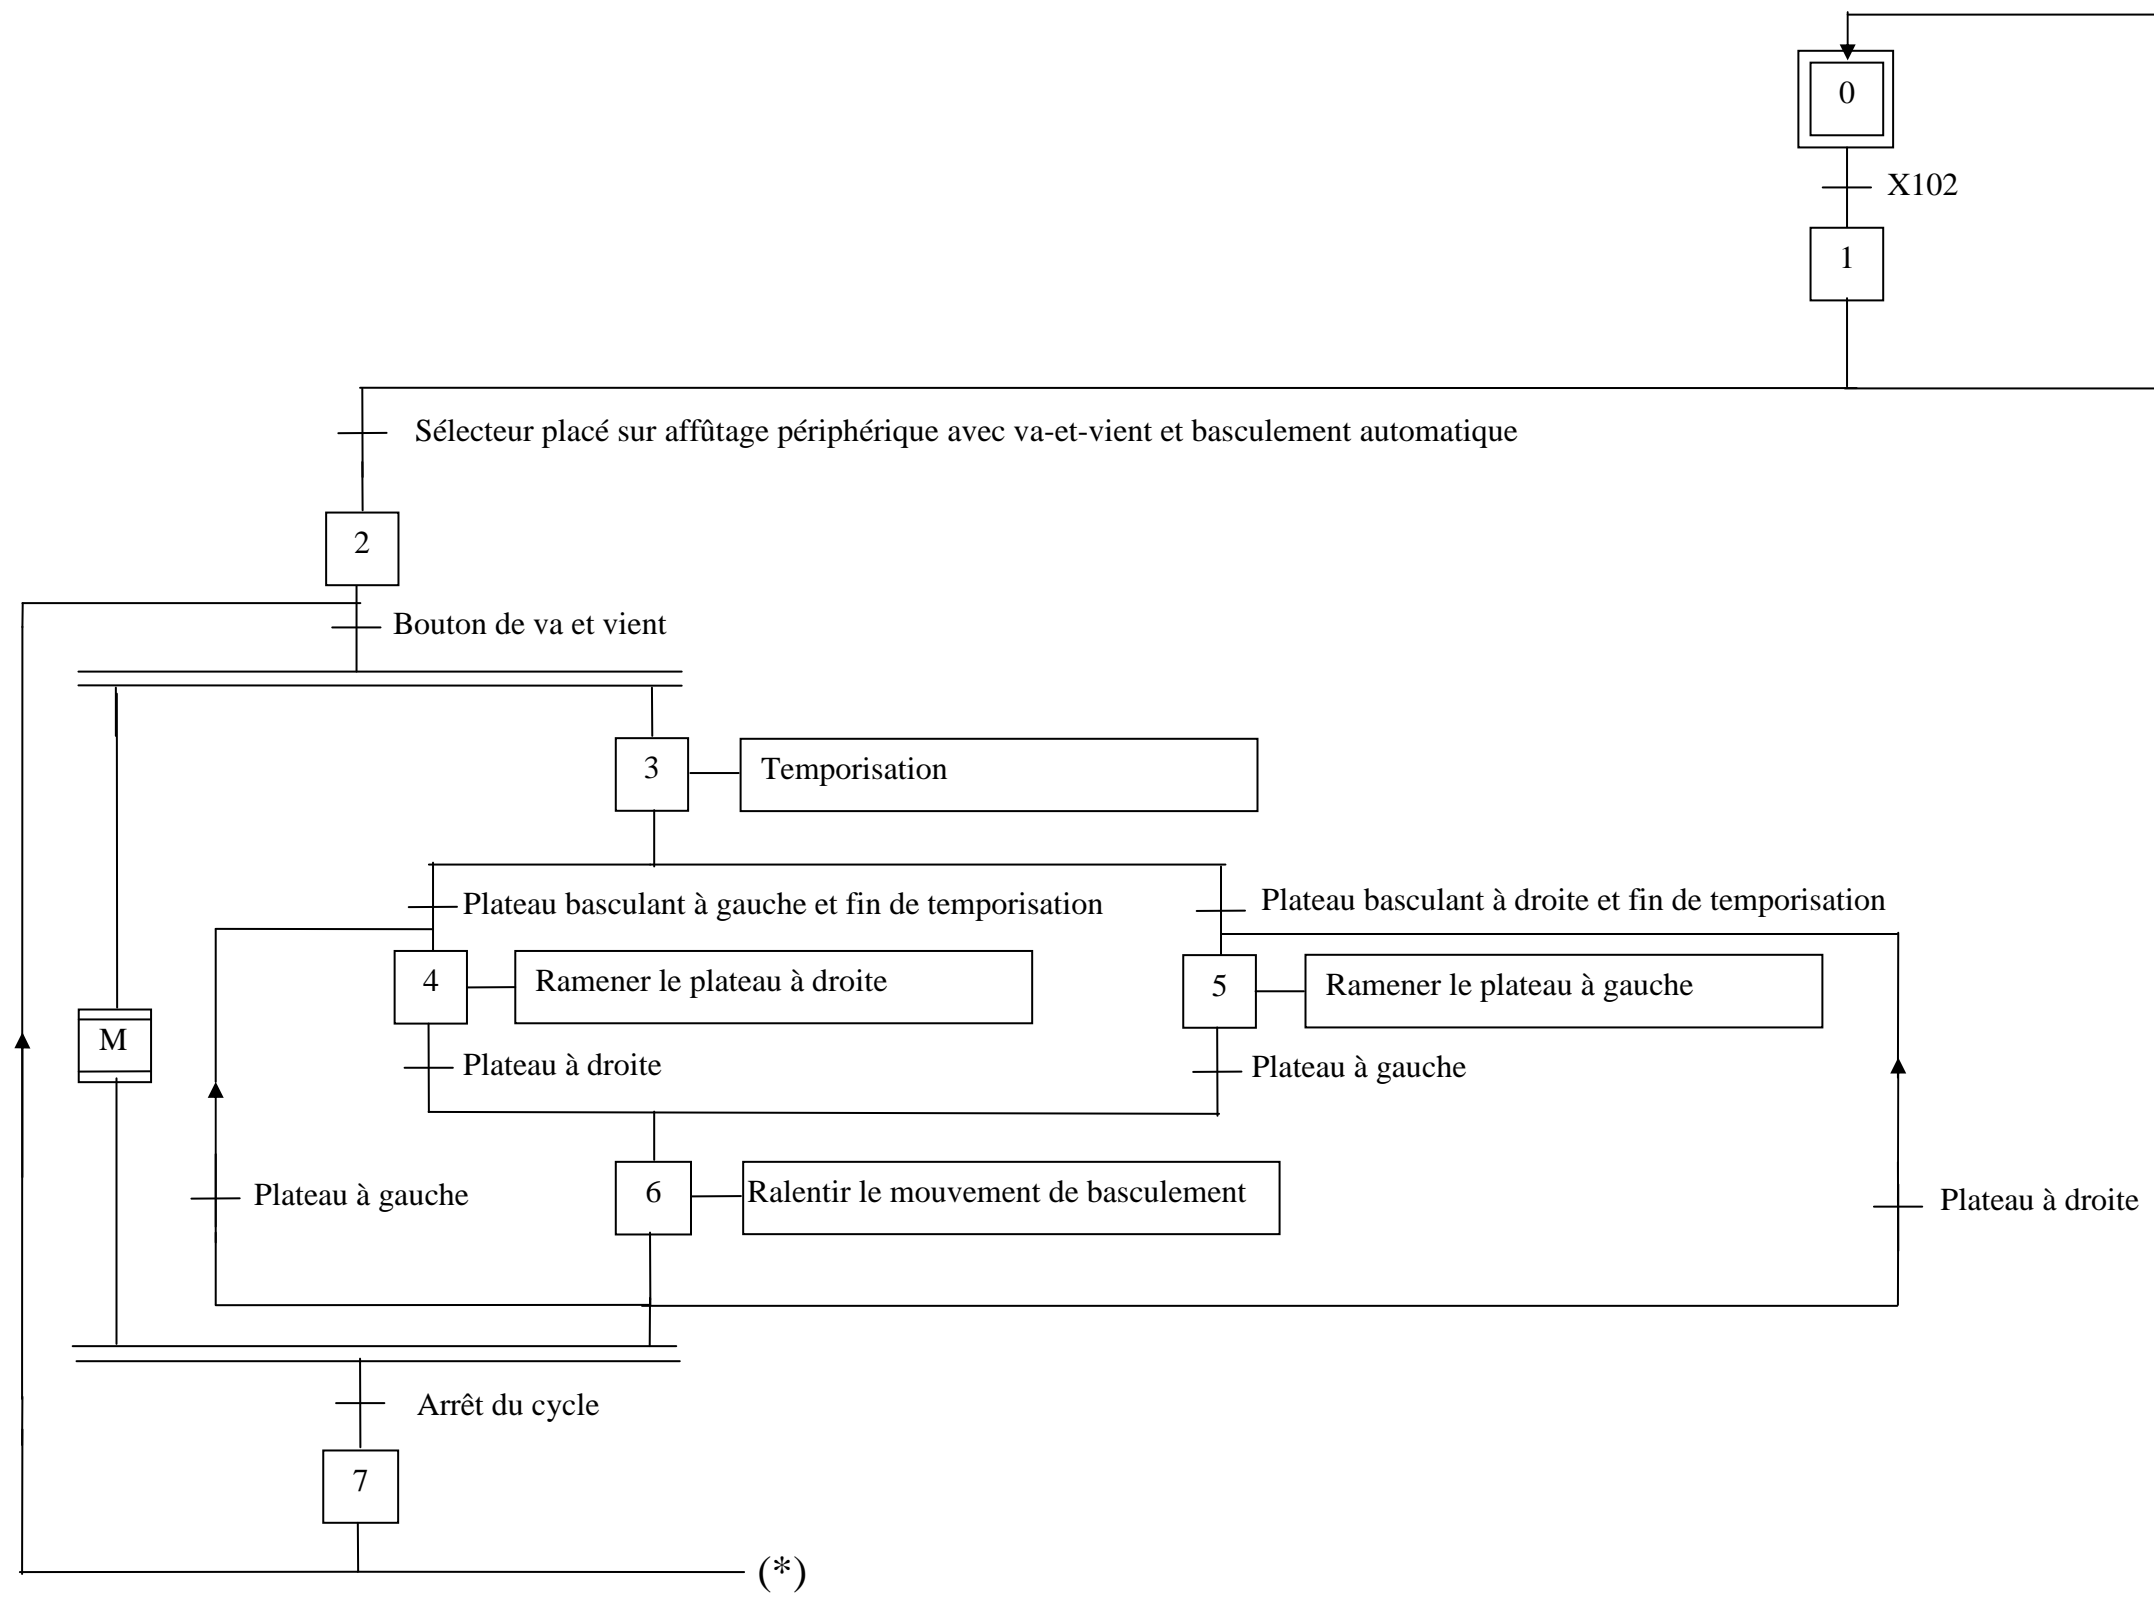 0
X102
1
Sélecteur placé sur affûtage périphérique avec va-et-vient et basculement automatique
2
Bouton de va et vient
3
Temporisation
Plateau basculant à gauche et fin de temporisation
Plateau basculant à droite et fin de temporisation
4
Ramener le plateau à droite
5
Ramener le plateau à gauche
M
Plateau à droite
Plateau à gauche
Plateau à gauche
6
Ralentir le mouvement de basculement
Plateau à droite
Arrêt du cycle
7
(*)